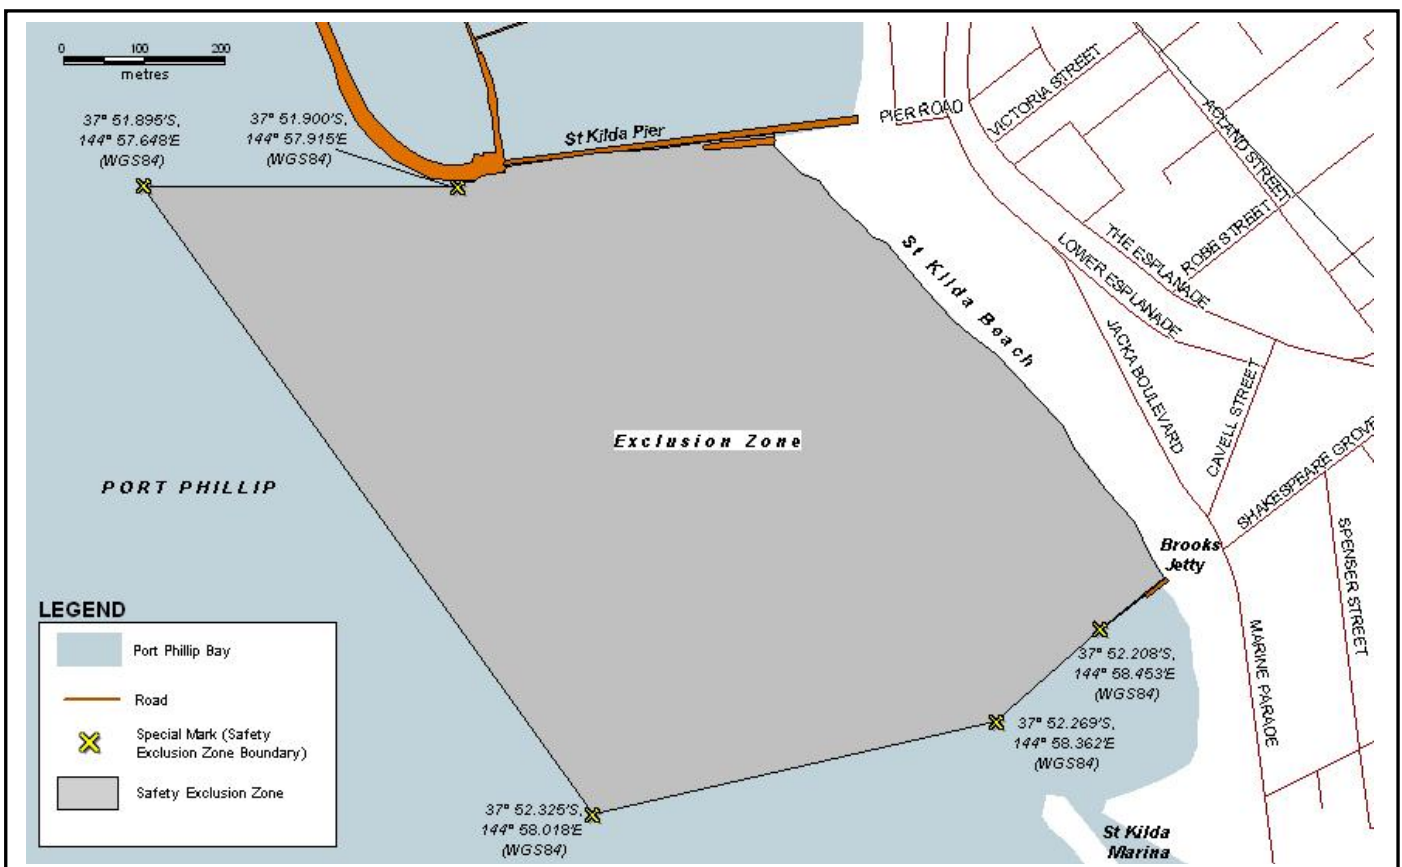 0 100 200
metres
37° 51.895'S,
144° 57.648'E
(WGS84)
37° 51.900'S,
144° 57.915'E
(WGS84)
St Kilda Pier
PIER ROAD
VICTORIA STREET
ACLAND STREET
ROBE STREET
THE ESPLANADE
LOWER ESPLANADE
St Kilda Beach
JACKA BOULEVARD
CAVELL STREET
SHAKESPEARE GROVE
SPENSER STREET
MARINE PARADE
Exclusion Zone
PORT PHILLIP
Brooks
Jetty
37° 52.208'S,
144° 58.453'E
(WGS84)
37° 52.269'S,
144° 58.362'E
(WGS84)
37° 52.325'S,
144° 58.018'E
(WGS84)
St Kilda
Marina
LEGEND
Port Phillip Bay
Road
Special Mark (Safety
Exclusion Zone Boundary)
Safety Exclusion Zone